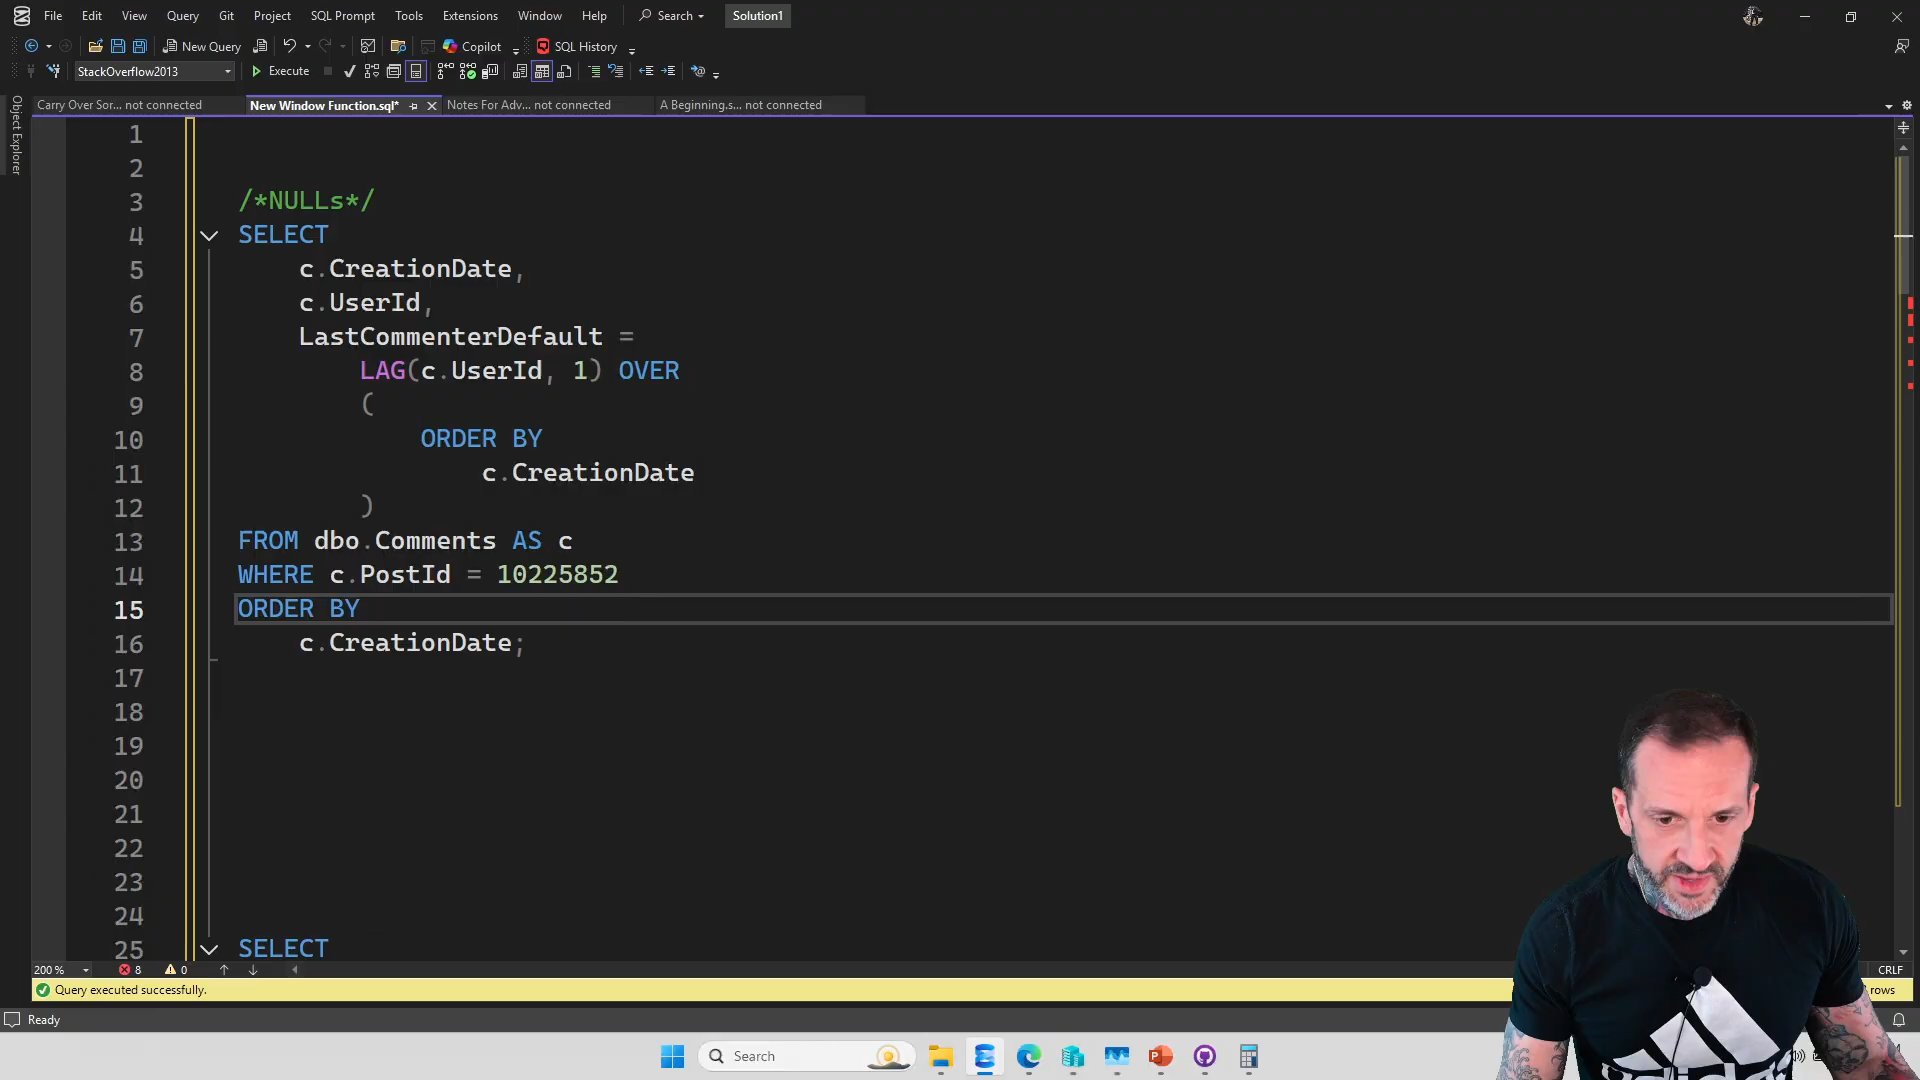 File Edit View Query Git Project SQL Prompt Tools Extensions Window Help Search Solution1
New Query Copilot SQL History
StackOverflow2013 Execute
Carry Over Sor... not connected New Window Function.sql* Notes For Adv... not connected A Beginning.s... not connected
Object Explorer
1
2
3 /*NULLs*/
4 SELECT
5 c.CreationDate,
6 c.UserId,
7 LastCommenterDefault =
8 LAG(c.UserId, 1) OVER
9 (
10 ORDER BY
11 c.CreationDate
12 )
13 FROM dbo.Comments AS c
14 WHERE c.PostId = 10225852
15 ORDER BY
16 c.CreationDate;
17
18
19
20
21
22
23
24
25 SELECT
200 % 8 0 CRLF
Query executed successfully. rows
Ready
Search
adidas